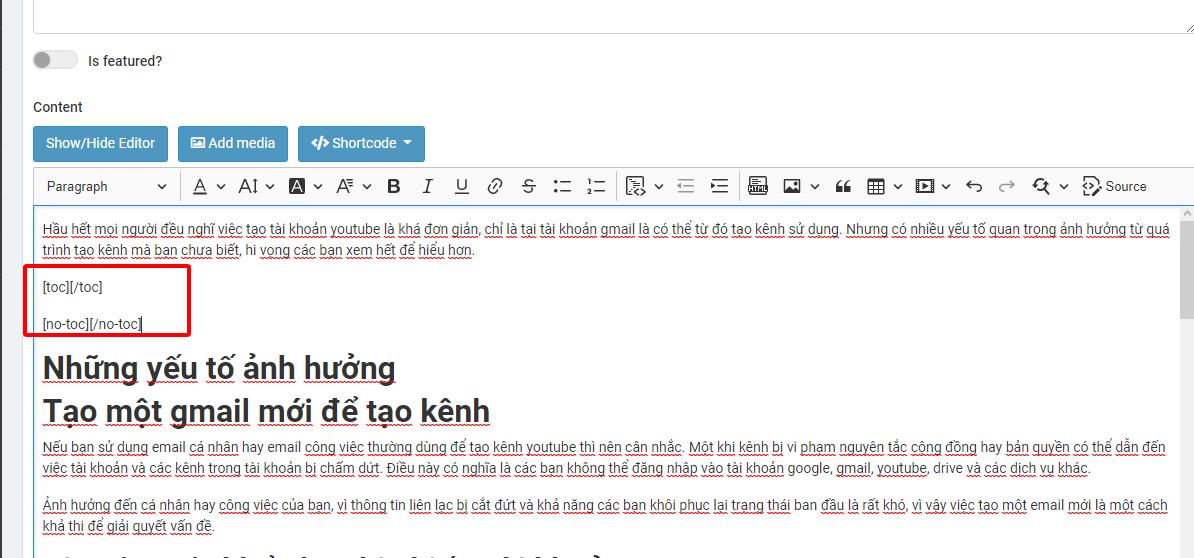 Is featured?
Content
Show/Hide Editor Add media Shortcode
Paragraph A AI A A B I U S HTML Source
Hầu hết mọi người đều nghĩ việc tạo tài khoản youtube là khá đơn giản, chỉ là tại tài khoản gmail là có thể từ đó tạo kênh sử dụng. Nhưng có nhiều yếu tố quan trọng ảnh hưởng từ quá
trình tạo kênh mà bạn chưa biết, hi vọng các bạn xem hết để hiểu hơn.
[toc][/toc]
[no-toc][/no-toc]
Những yếu tố ảnh hưởng
Tạo một gmail mới để tạo kênh
Nếu bạn sử dụng email cá nhân hay email công việc thường dùng để tạo kênh youtube thì nên cân nhắc. Một khi kênh bị vi phạm nguyên tắc cộng đồng hay bản quyền có thể dẫn đến
việc tài khoản và các kênh trong tài khoản bị chấm dứt. Điều này có nghĩa là các bạn không thể đăng nhập vào tài khoản google, gmail, youtube, drive và các dịch vụ khác.
Ảnh hưởng đến cá nhân hay công việc của bạn, vì thông tin liên lạc bị cắt đứt và khả năng các bạn khôi phục lại trạng thái ban đầu là rất khó, vì vậy việc tạo một email mới là một cách
khả thi để giải quyết vấn đề.